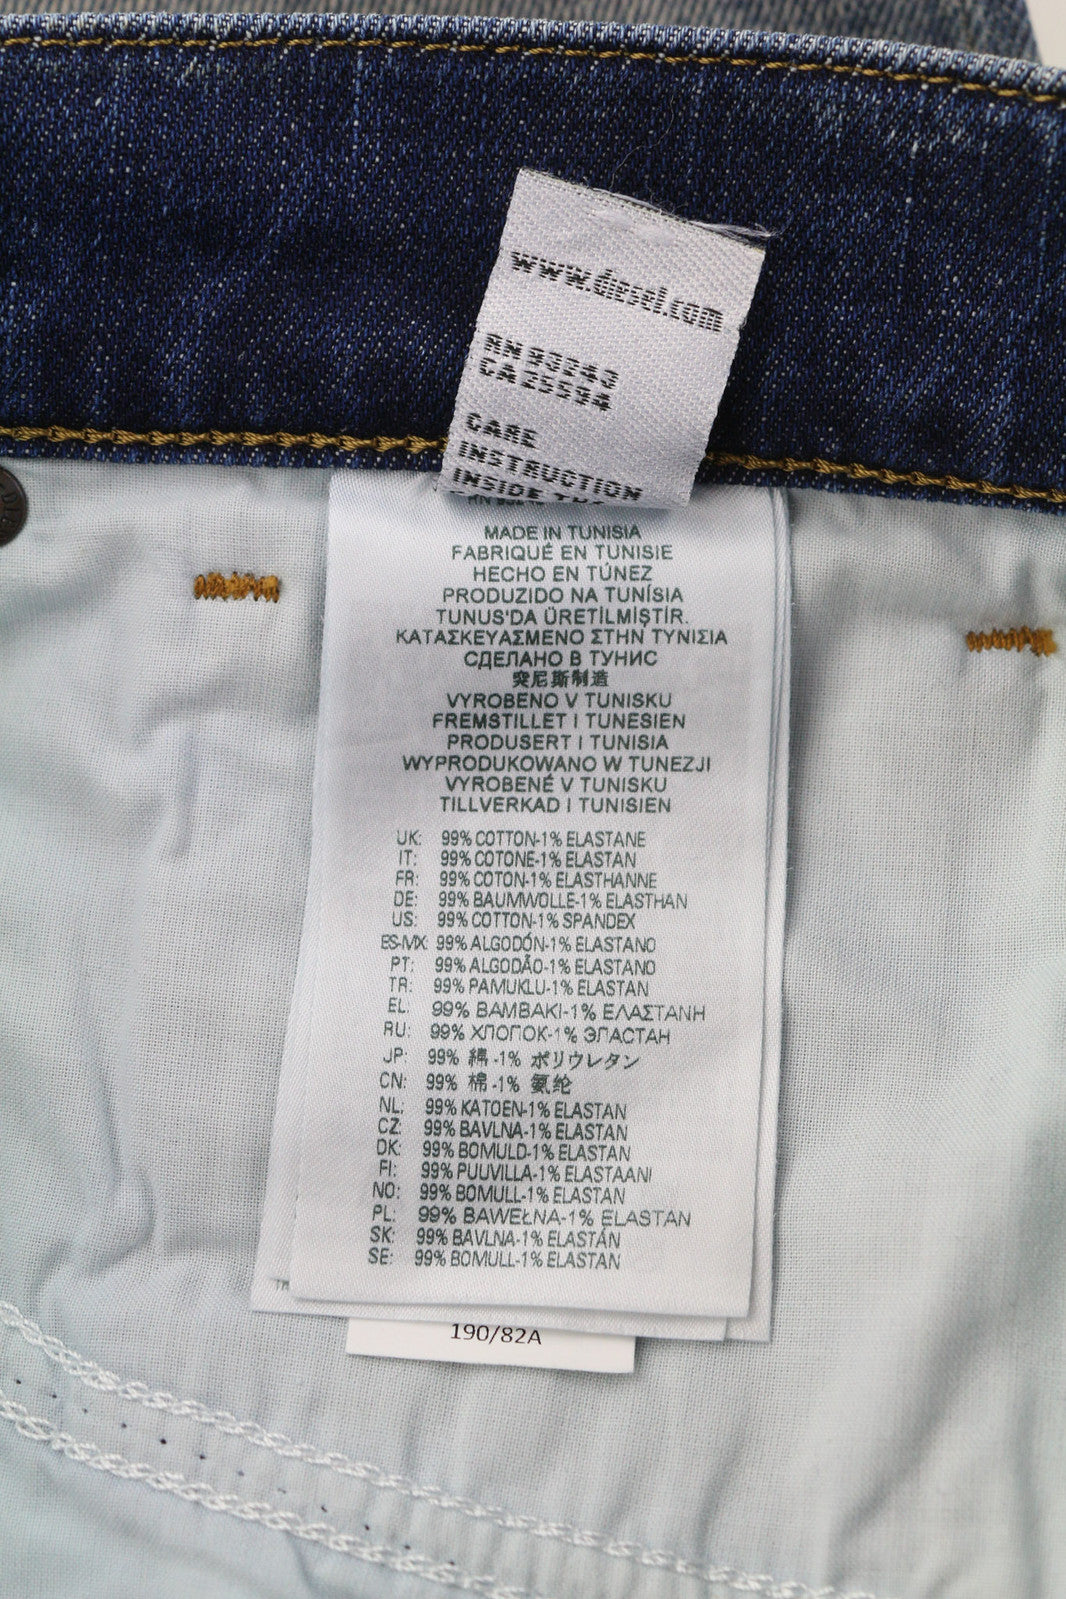 www.diesel.com
RN 93243
CA 25594
CARE
INSTRUCTION
INSIDE
MADE IN TUNISIA
FABRIQUÉ EN TUNISIE
HECHO EN TÚNEZ
PRODUZIDO NA TUNÍSIA
TUNUS'DA ÜRETİLMİŞTİR.
ΚΑΤΑΣΚΕΥΑΣΜΕΝΟ ΣΤΗΝ ΤΥΝΙΣΙΑ
СДЕЛАНО В ТУНИС
突尼斯制造
VYROBENO V TUNISKU
FREMSTILLET I TUNESIEN
PRODUSERT I TUNISIA
WYPRODUKOWANO W TUNEZJI
VYROBENÉ V TUNISKU
TILLVERKAD I TUNISIEN
UK: 99% COTTON-1% ELASTANE
IT: 99% COTONE-1% ELASTAN
FR: 99% COTON-1% ELASTHANNE
DE: 99% BAUMWOLLE-1% ELASTHAN
US: 99% COTTON-1% SPANDEX
ES-MX: 99% ALGODÓN-1% ELASTANO
PT: 99% ALGODÃO-1% ELASTANO
TR: 99% PAMUKLU-1% ELASTAN
EL: 99% ΒΑΜΒΑΚΙ-1% ΕΛΑΣΤΑΝΗ
RU: 99% ХЛОПОК-1% ЭЛАСТАН
JP: 99% 綿 -1% ポリウレタン
CN: 99% 棉 -1% 氨纶
NL: 99% KATOEN-1% ELASTAN
CZ: 99% BAVLNA-1% ELASTAN
DK: 99% BOMULD-1% ELASTAN
FI: 99% PUUVILLA-1% ELASTAANI
NO: 99% BOMULL-1% ELASTAN
PL: 99% BAWEŁNA-1% ELASTAN
SK: 99% BAVLNA-1% ELASTÁN
SE: 99% BOMULL-1% ELASTAN
190/82A